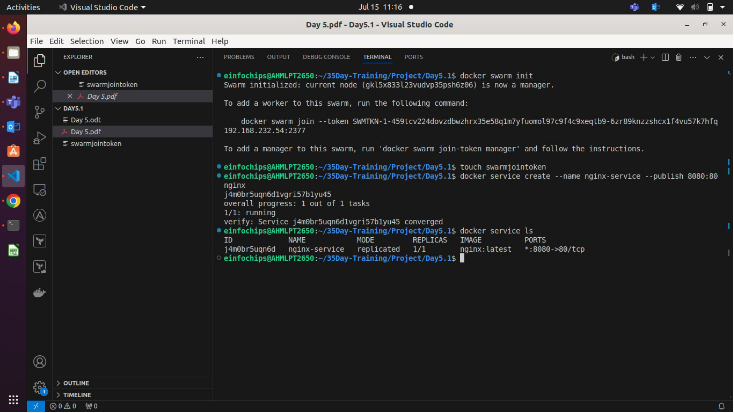 Activities
Visual Studio Code
Jul 15 11:16
Day 5.pdf - Day5.1 - Visual Studio Code
File Edit Selection View Go Run Terminal Help
EXPLORER
OPEN EDITORS
swarmjointoken
Day 5.pdf
DAY5.1
Day 5.odt
Day 5.pdf
swarmjointoken
OUTLINE
TIMELINE
PROBLEMS OUTPUT DEBUG CONSOLE TERMINAL PORTS
bash
einfochips@AHMLPT2650:~/35Day-Training/Project/Day5.1$ docker swarm init
Swarm initialized: current node (gkl5x833l23vudvp35psh6z06) is now a manager.
To add a worker to this swarm, run the following command:
docker swarm join --token
192.168.232.54:2377
To add a manager to this swarm, run 'docker swarm join-token manager' and follow the instructions.
einfochips@AHMLPT2650:~/35Day-Training/Project/Day5.1$ touch swarmjointoken
einfochips@AHMLPT2650:~/35Day-Training/Project/Day5.1$ docker service create --name nginx-service --publish 8080:80
nginx
j4m0br5uqn6d1vgri57b1yu45
overall progress: 1 out of 1 tasks
1/1: running
verify: Service j4m0br5uqn6d1vgri57b1yu45 converged
einfochips@AHMLPT2650:~/35Day-Training/Project/Day5.1$ docker service ls
ID NAME MODE REPLICAS IMAGE PORTS
j4m0br5uqn6d nginx-service replicated 1/1 nginx:latest *:8080->80/tcp
einfochips@AHMLPT2650:~/35Day-Training/Project/Day5.1$
0 0 0